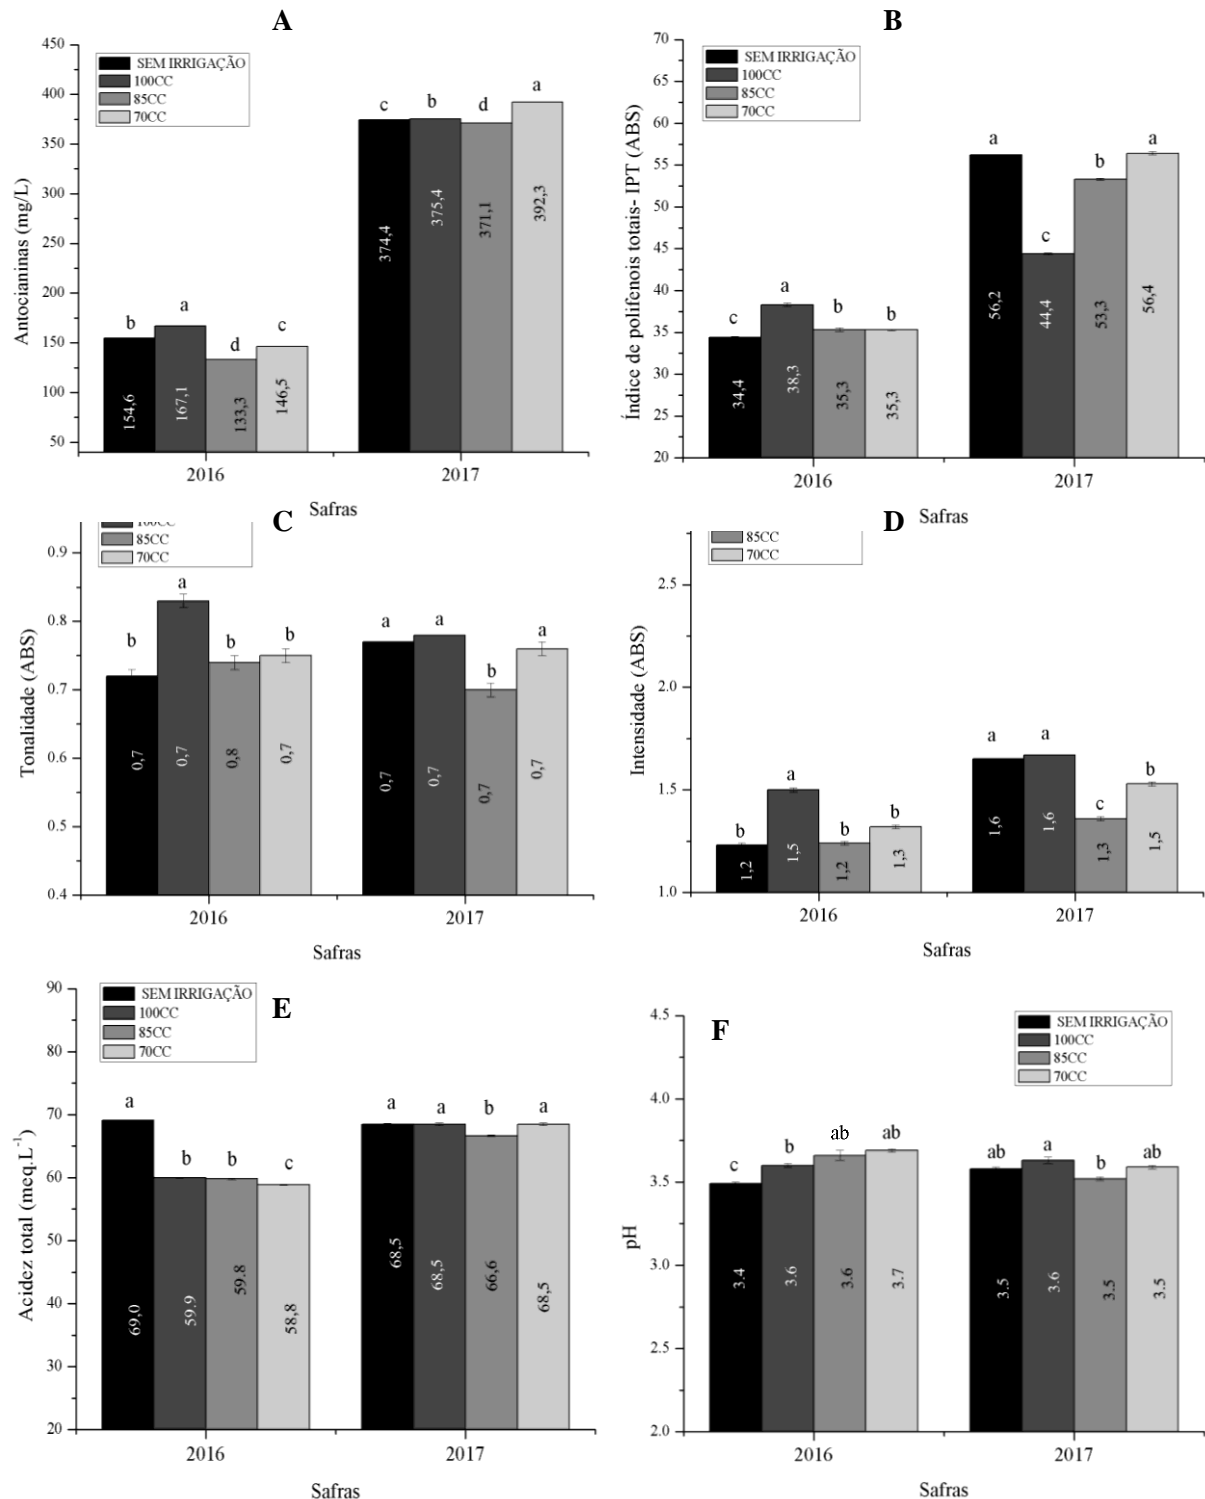 A
450
400
350
300
250
200
150
100
50
Antocianinas (mg/L)
SEM IRRIGAÇÃO
100CC
85CC
70CC
b
a
d
c
c
b
d
a
154,6
167,1
133,3
146,5
374,4
375,4
371,1
392,3
2016
2017
Safras
B
70
65
60
55
50
45
40
35
30
25
20
Índice de polifenois totais- IPT (ABS)
SEM IRRIGAÇÃO
100CC
85CC
70CC
c
a
b
b
a
c
b
a
34,4
38,3
35,3
35,3
56,2
44,4
53,3
56,4
2016
2017
Safras
C
0.9
0.8
0.7
0.6
0.5
0.4
Tonalidade (ABS)
100CC
85CC
70CC
b
a
b
b
a
a
b
a
0,7
0,7
0,8
0,7
0,7
0,7
0,7
0,7
2016
2017
Safras
D
2.5
2.0
1.5
1.0
Intensidade (ABS)
85CC
70CC
b
a
b
b
a
a
c
b
1,2
1,5
1,2
1,3
1,6
1,6
1,3
1,5
2016
2017
Safras
E
90
80
70
60
50
40
30
20
Acidez total (meq.L⁻¹)
SEM IRRIGAÇÃO
100CC
85CC
70CC
a
b
b
c
a
a
b
a
69,0
59.9
59.8
58,8
68,5
68,5
66,6
68,5
2016
2017
Safras
F
4.5
4.0
3.5
3.0
2.5
2.0
pH
SEM IRRIGAÇÃO
100CC
85CC
70CC
c
b
ab
ab
ab
a
b
ab
3.4
3.6
3.6
3.7
3.5
3.6
3.5
3.5
2016
2017
Safras